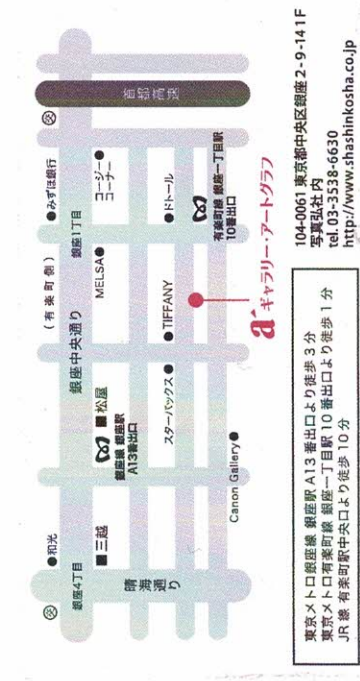 首都高速
交
みずほ銀行
コージーコーナー
ドトール
有楽町線 銀座一丁目駅
10番出口
銀座1丁目
(有楽町側)
銀座中央通り
MELSA
TIFFANY
a ギャラリー・アートグラフ
松屋
銀座線 銀座駅
A13番出口
スターバックス
Canon Gallery
和光
三越
銀座4丁目
晴海通り
交
東京メトロ銀座線 銀座駅 A13 番出口より徒歩 3 分
東京メトロ有楽町線 銀座一丁目駅 10 番出口より徒歩 1 分
JR 線 有楽町駅中央口より徒歩 10 分
104-0061 東京都中央区銀座 2-9-14 1F
写真弘社 内
tel. 03-3538-6630
http://www.shashinkosha.co.jp